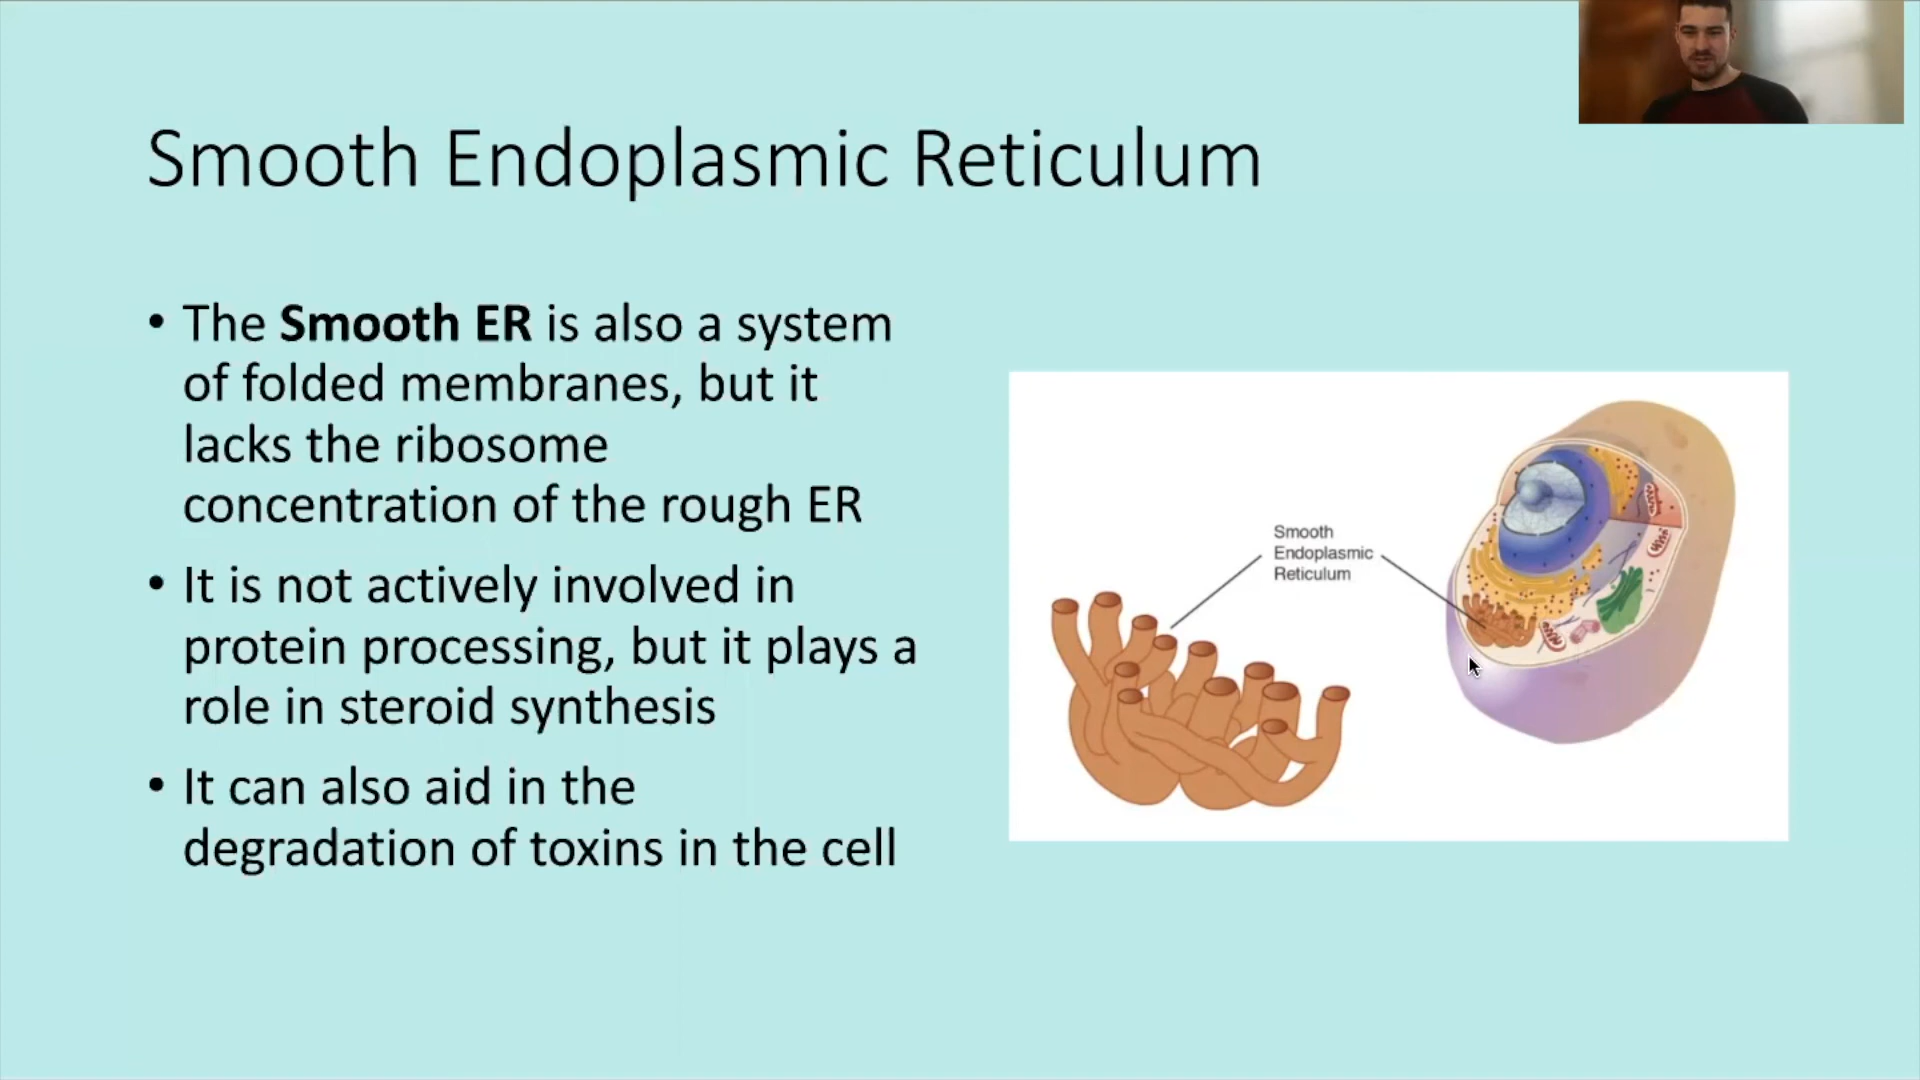 Smooth Endoplasmic Reticulum
• The Smooth ER is also a system
of folded membranes, but it
lacks the ribosome
concentration of the rough ER
• It is not actively involved in
protein processing, but it plays a
role in steroid synthesis
• It can also aid in the
degradation of toxins in the cell
Smooth
Endoplasmic
Reticulum